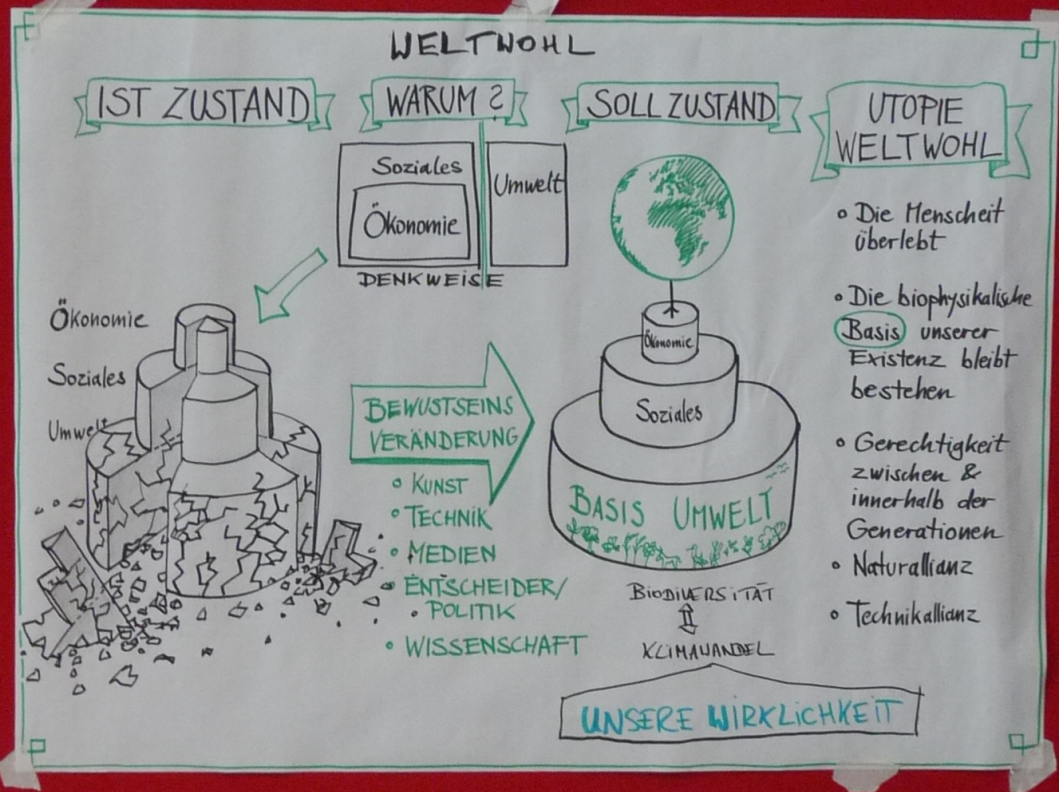 WELTWOHL
IST ZUSTAND
WARUM?
SOLL ZUSTAND
UTOPIE
WELTWOHL
Soziales
Ökonomie
Umwelt
DENKWEISE
Ökonomie
Soziales
Umwelt
BEWUSTSEINS
VERÄNDERUNG
• KUNST
• TECHNIK
• MEDIEN
• ENTSCHEIDER/
• POLITIK
• WISSENSCHAFT
Ökonomie
Soziales
BASIS UMWELT
BIODIVERSITÄT
KLIMAWANDEL
UNSERE WIRKLICHKEIT
• Die Menscheit
überlebt
• Die biophysikalische
Basis unserer
Existenz bleibt
bestehen
• Gerechtigkeit
zwischen &
innerhalb der
Generationen
• Naturallianz
• Technikallianz